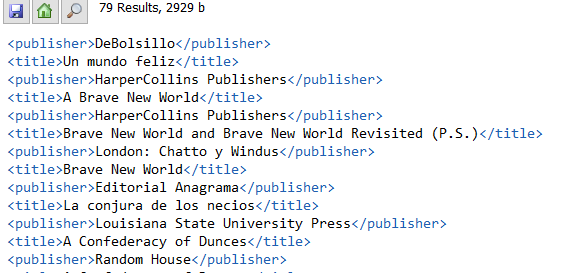 79 Results, 2929 b
<publisher>DeBolsillo</publisher>
<title>Un mundo feliz</title>
<publisher>HarperCollins Publishers</publisher>
<title>A Brave New World</title>
<publisher>HarperCollins Publishers</publisher>
<title>Brave New World and Brave New World Revisited (P.S.)</title>
<publisher>London: Chatto y Windus</publisher>
<title>Brave New World</title>
<publisher>Editorial Anagrama</publisher>
<title>La conjura de los necios</title>
<publisher>Louisiana State University Press</publisher>
<title>A Confederacy of Dunces</title>
<publisher>Random House</publisher>